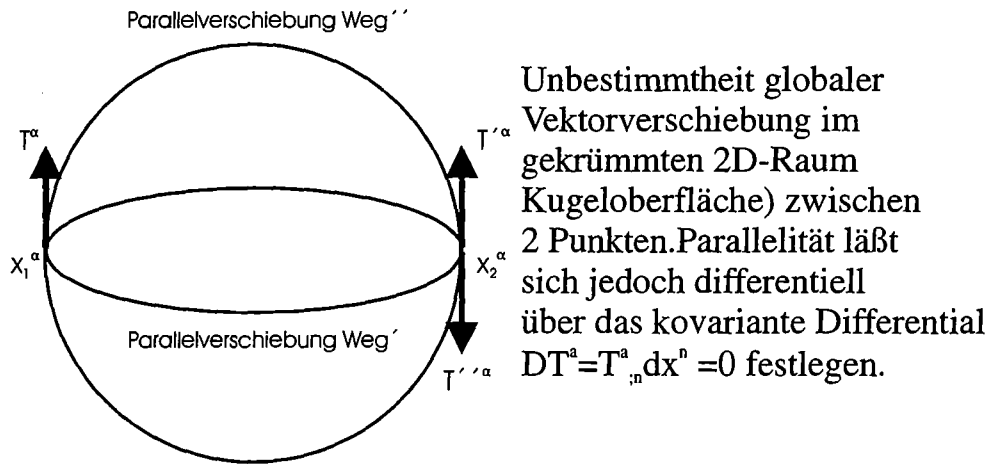 Parallelverschiebung Weg´´
T^α
T´^α
X₁^α
X₂^α
Parallelverschiebung Weg´
T´´^α
Unbestimmtheit globaler
Vektorverschiebung im
gekrümmten 2D-Raum
Kugeloberfläche) zwischen
2 Punkten.Parallelität läßt
sich jedoch differentiell
über das kovariante Differential
DT^a=T^a_;n dx^n =0 festlegen.